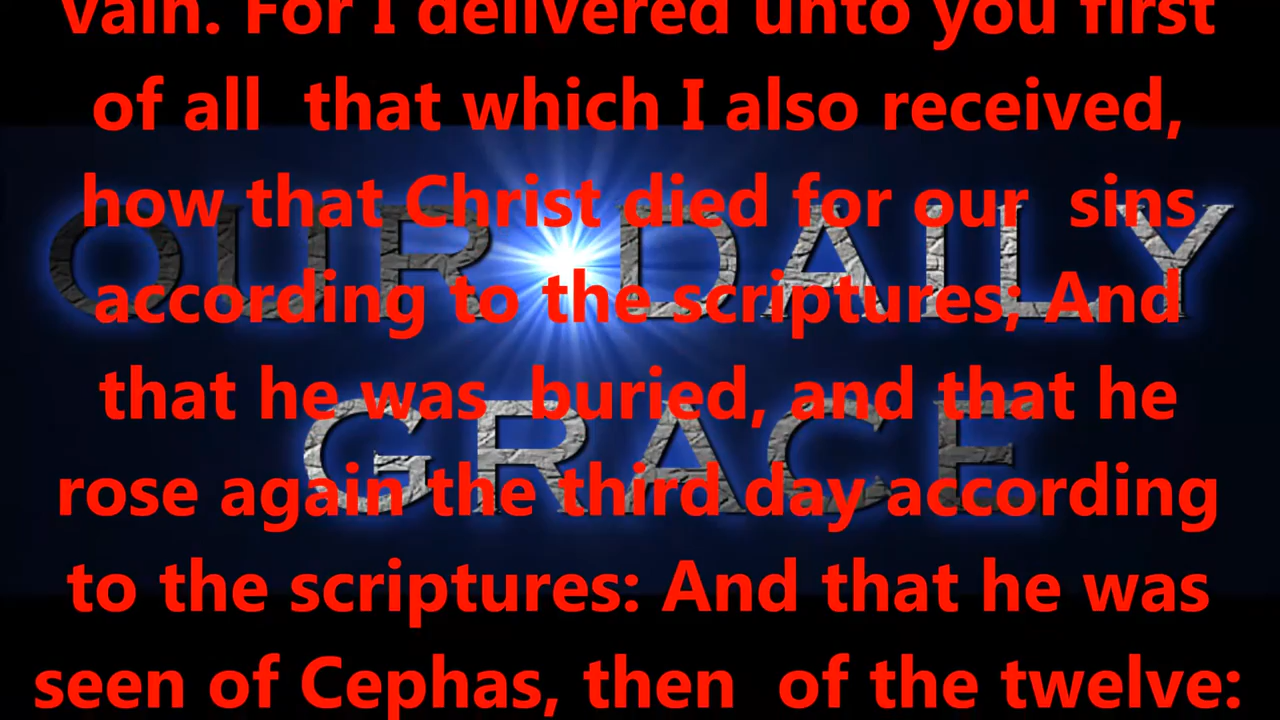 vain. For I delivered unto you first
of all that which I also received,
how that Christ died for our sins
OUR DAILY
according to the scriptures; And
that he was buried, and that he
GRACE
rose again the third day according
to the scriptures: And that he was
seen of Cephas, then of the twelve: